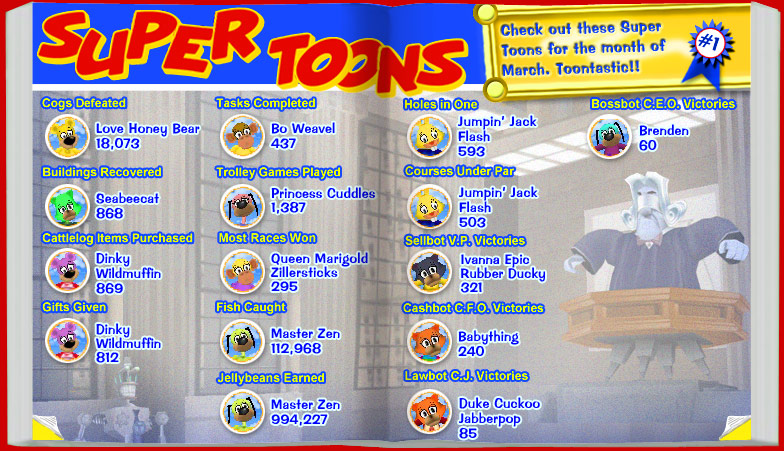 SUPER TOONS
Check out these Super
Toons for the month of
March. Toontastic!!
#1
Cogs Defeated
Love Honey Bear
18,073
Buildings Recovered
Seabeecat
868
Cattlelog Items Purchased
Dinky
Wildmuffin
869
Gifts Given
Dinky
Wildmuffin
812
Tasks Completed
Bo Weavel
437
Trolley Games Played
Princess Cuddles
1,387
Most Races Won
Queen Marigold
Zillersticks
295
Fish Caught
Master Zen
112,968
Jellybeans Earned
Master Zen
994,227
Holes in One
Jumpin' Jack
Flash
593
Courses Under Par
Jumpin' Jack
Flash
503
Sellbot V.P. Victories
Ivanna Epic
Rubber Ducky
321
Cashbot C.F.O. Victories
Babything
240
Lawbot C.J. Victories
Duke Cuckoo
Jabberpop
85
Bossbot C.E.O. Victories
Brenden
60